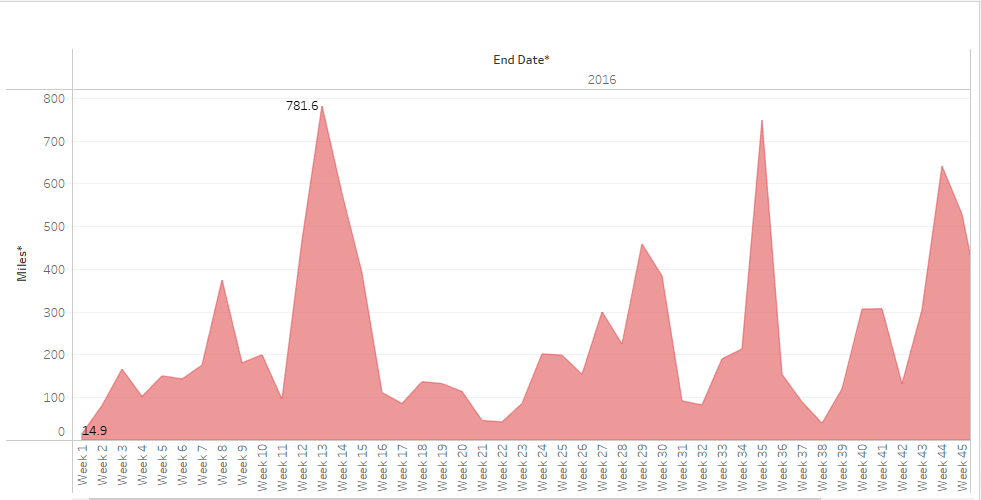 End Date*
2016
Miles*
800
700
600
500
400
300
200
100
0
781.6
14.9
Week 1
Week 2
Week 3
Week 4
Week 5
Week 6
Week 7
Week 8
Week 9
Week 10
Week 11
Week 12
Week 13
Week 14
Week 15
Week 16
Week 17
Week 18
Week 19
Week 20
Week 21
Week 22
Week 23
Week 24
Week 25
Week 26
Week 27
Week 28
Week 29
Week 30
Week 31
Week 32
Week 33
Week 34
Week 35
Week 36
Week 37
Week 38
Week 39
Week 40
Week 41
Week 42
Week 43
Week 44
Week 45